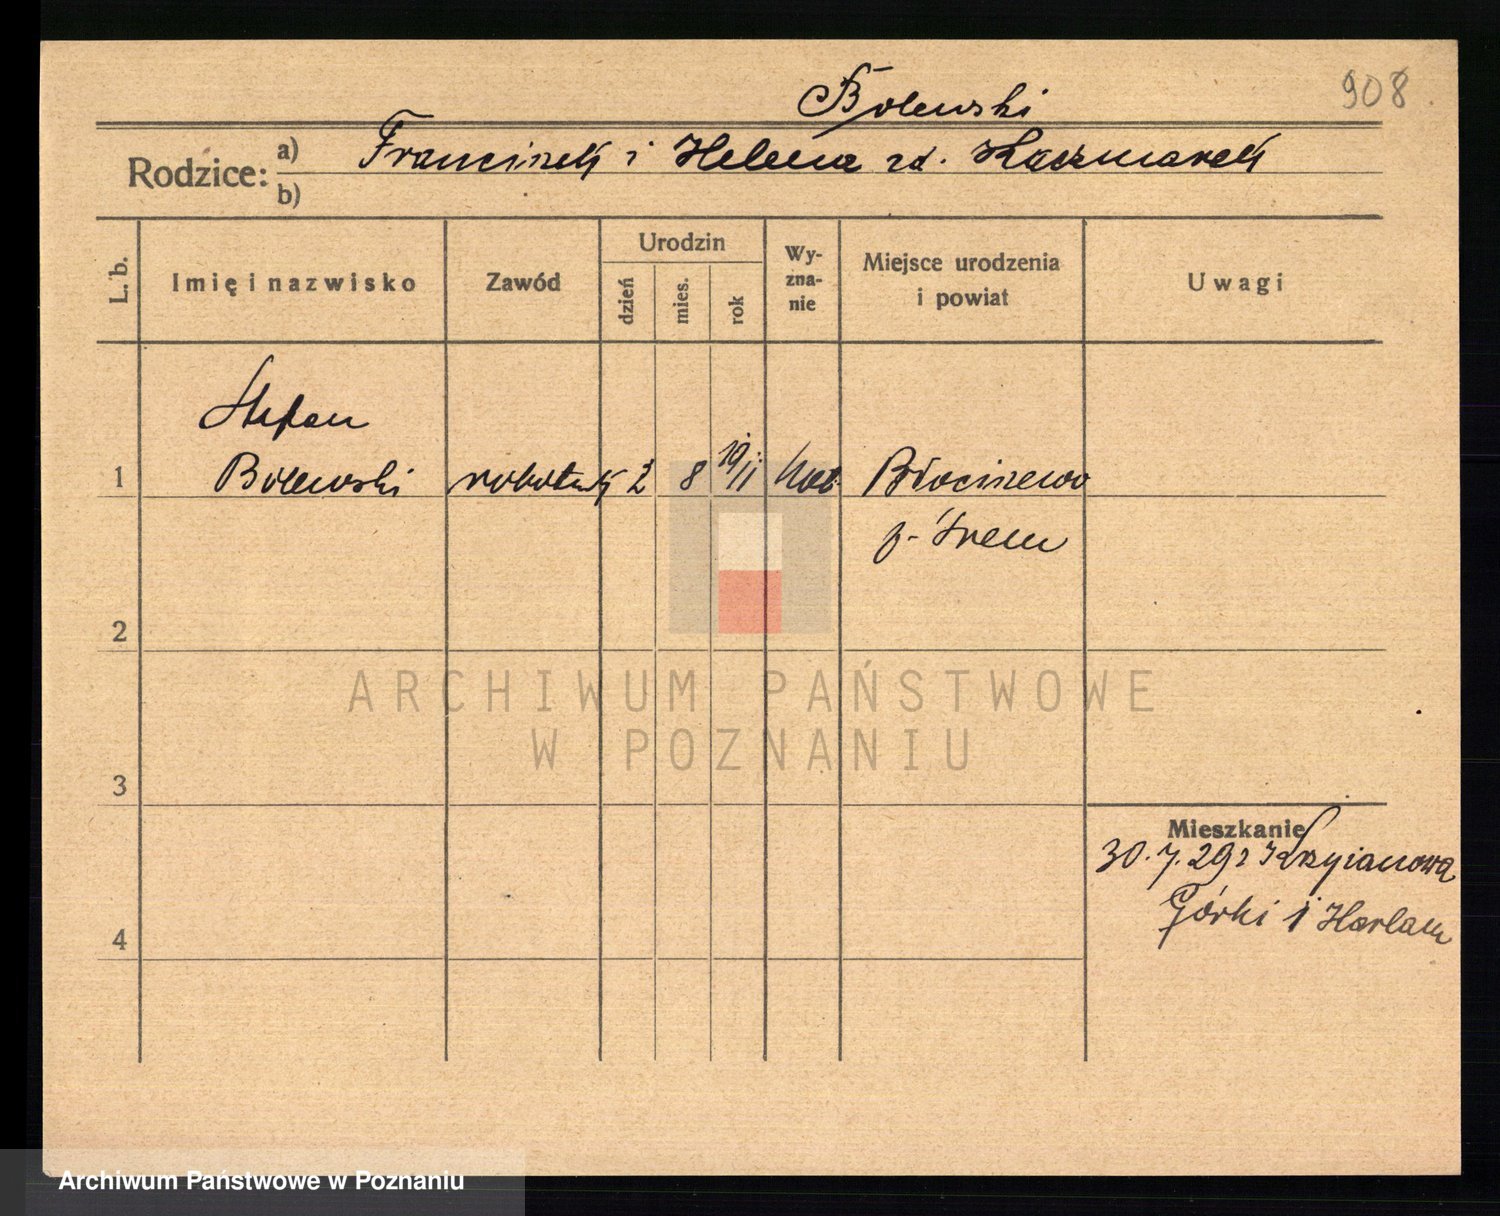 908
Bolewski
Rodzice: a) Franciszek i Helena zd. Kaczmarek
b)
L. b. Imię i nazwisko Zawód Urodzin dzień mies. rok Wy-zna-nie Miejsce urodzenia i powiat Uwagi
Stefan
1 Bolewski robotnik 2 8 19/11 kat. Błociszewo
p. Śrem
2
ARCHIWUM PAŃSTWOWE
W POZNANIU
3
Mieszkanie
30.7.29 z
Górki
4
Archiwum Państwowe w Poznaniu